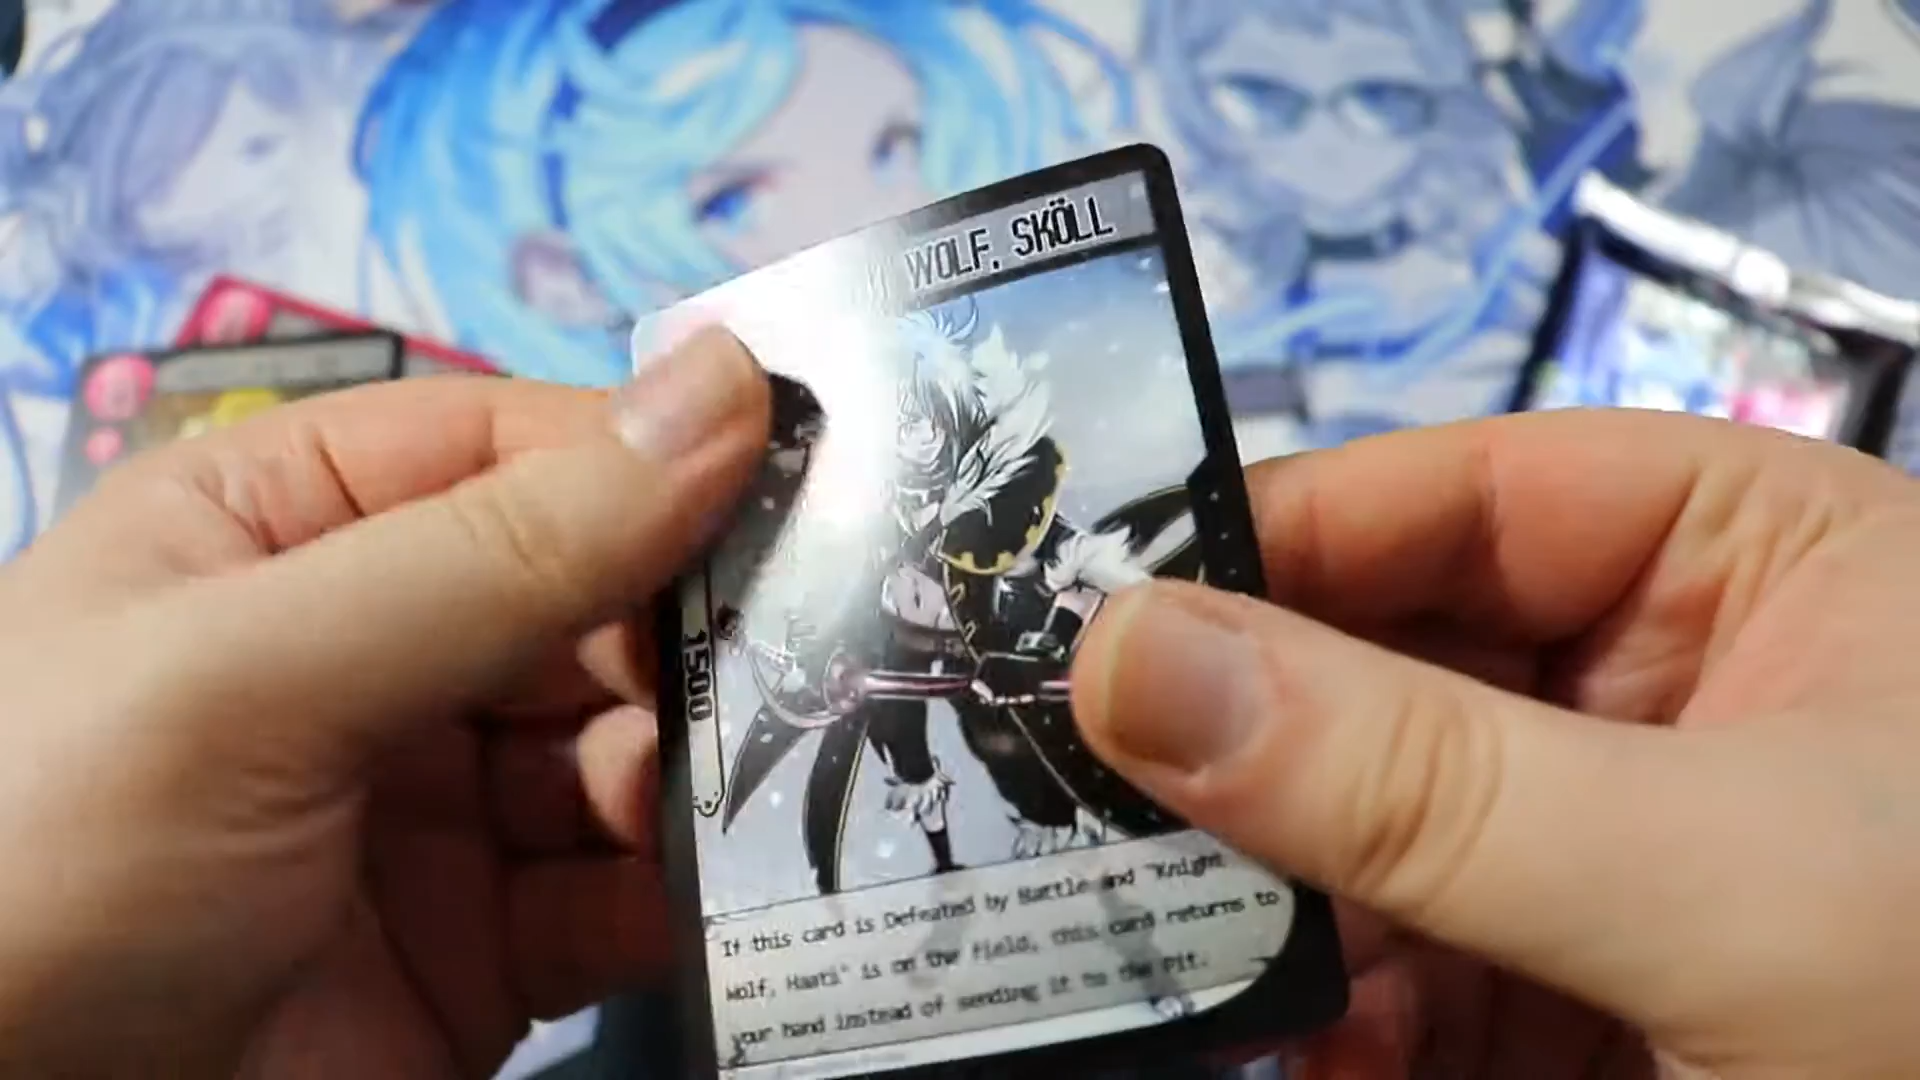 WOLF, SKÖLL
1500
If this card is Defeated by Battle and "Knight
Wolf, Haati" is on the field, this card returns to
your hand instead of sending it to the Pit.